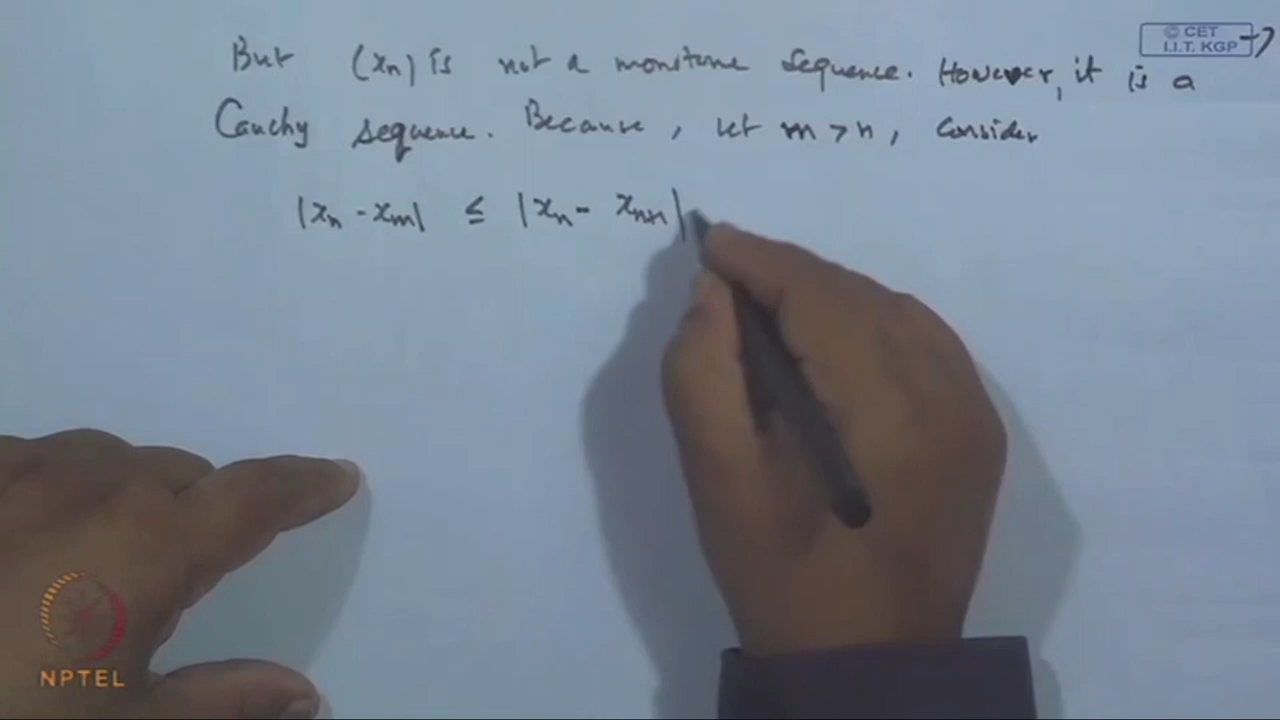 © CET
I.I.T. KGP
But (xₙ) is not a monotone sequence. However, it is a
Cauchy sequence. Because, let m > n, consider
|xₙ - xₘ| ≤ |xₙ - xₙ₊₁|
NPTEL